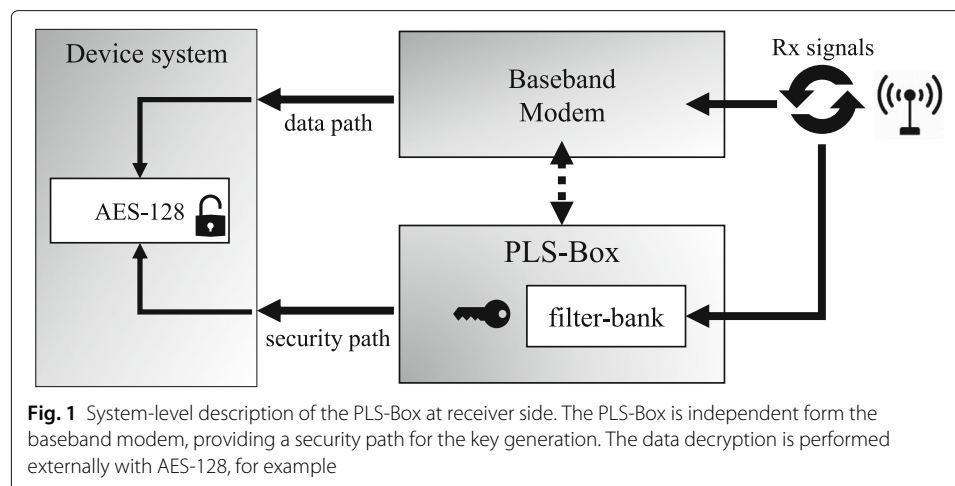 Device system
Baseband
Modem
Rx signals
data path
AES-128
PLS-Box
filter-bank
security path
Fig. 1 System-level description of the PLS-Box at receiver side. The PLS-Box is independent form the
baseband modem, providing a security path for the key generation. The data decryption is performed
externally with AES-128, for example